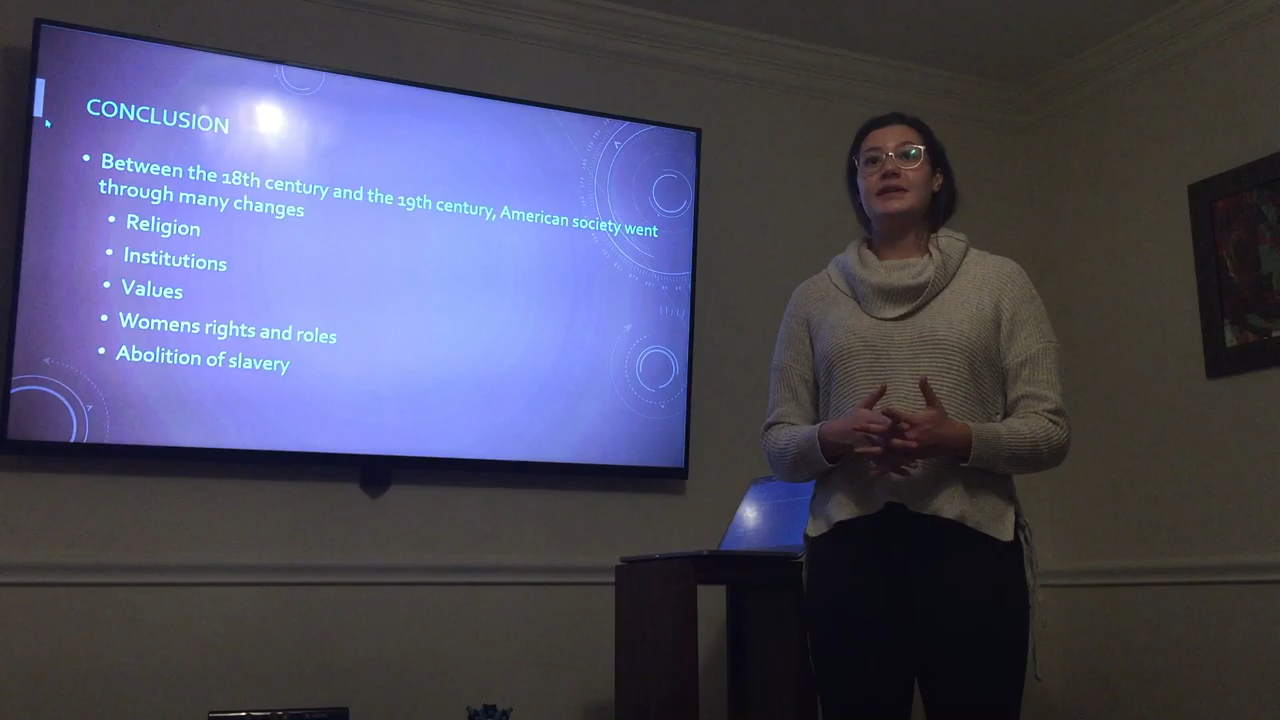 CONCLUSION
• Between the 18th century and the 19th century, American society went
through many changes
• Religion
• Institutions
• Values
• Womens rights and roles
• Abolition of slavery